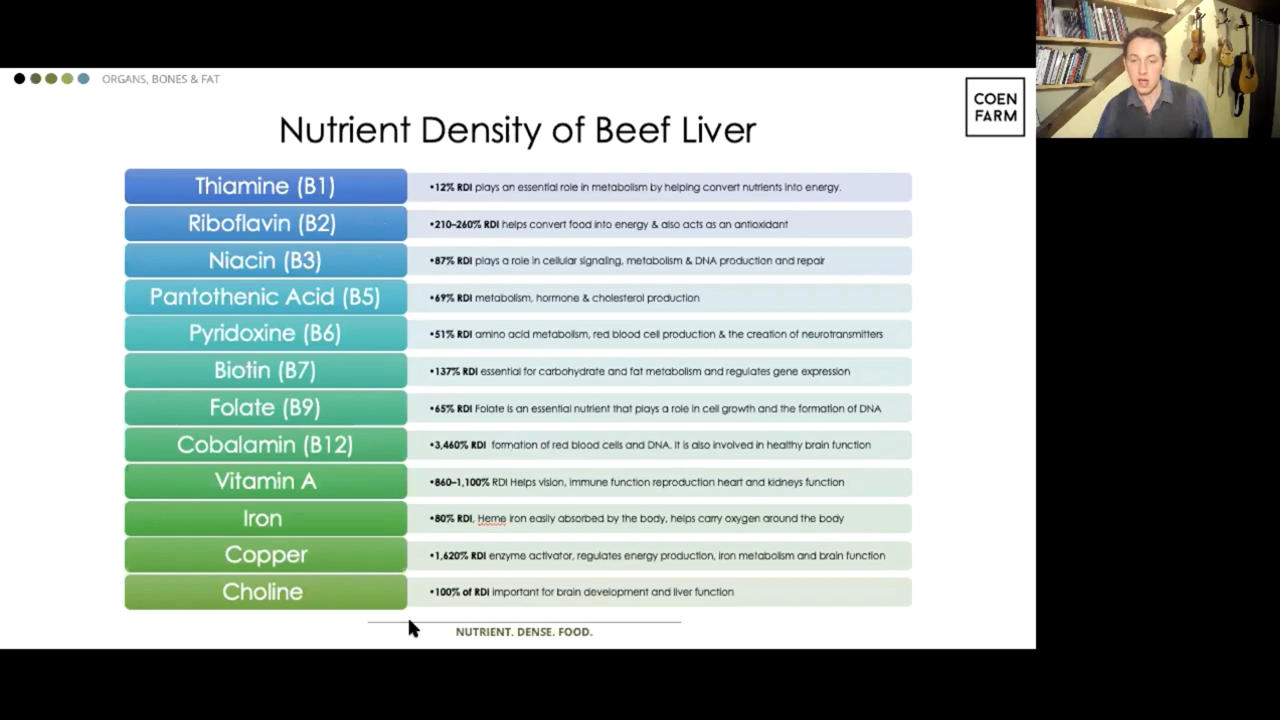 ORGANS, BONES & FAT
COEN
FARM
Nutrient Density of Beef Liver
Thiamine (B1)
•12% RDI plays an essential role in metabolism by helping convert nutrients into energy.
Riboflavin (B2)
•210–260% RDI helps convert food into energy & also acts as an antioxidant
Niacin (B3)
•87% RDI plays a role in cellular signaling, metabolism & DNA production and repair
Pantothenic Acid (B5)
•69% RDI metabolism, hormone & cholesterol production
Pyridoxine (B6)
•51% RDI amino acid metabolism, red blood cell production & the creation of neurotransmitters
Biotin (B7)
•137% RDI essential for carbohydrate and fat metabolism and regulates gene expression
Folate (B9)
•65% RDI Folate is an essential nutrient that plays a role in cell growth and the formation of DNA
Cobalamin (B12)
•3,460% RDI formation of red blood cells and DNA. It is also involved in healthy brain function
Vitamin A
•860–1,100% RDI Helps vision, immune function reproduction heart and kidneys function
Iron
•80% RDI, Heme iron easily absorbed by the body, helps carry oxygen around the body
Copper
•1,620% RDI enzyme activator, regulates energy production, iron metabolism and brain function
Choline
•100% of RDI important for brain development and liver function
NUTRIENT. DENSE. FOOD.